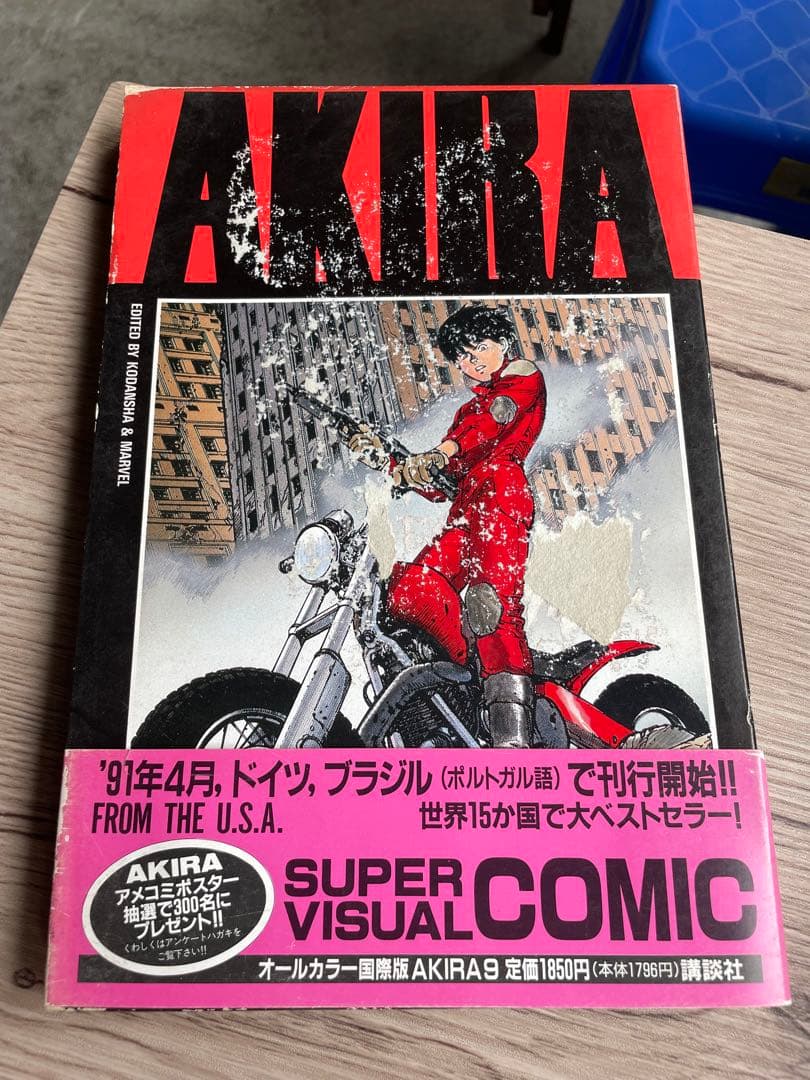 AKIRA
EDITED BY KODANSHA & MARVEL
'91年4月,ドイツ,ブラジル(ポルトガル語)で刊行開始!!
FROM THE U.S.A.
世界15か国で大ベストセラー!
AKIRA
アメコミポスター
抽選で300名に
プレゼント!!
くわしくはアンケートハガキを
ご覧下さい!!
SUPER
VISUAL COMIC
オールカラー国際版AKIRA9 定価1850円(本体1796円)講談社